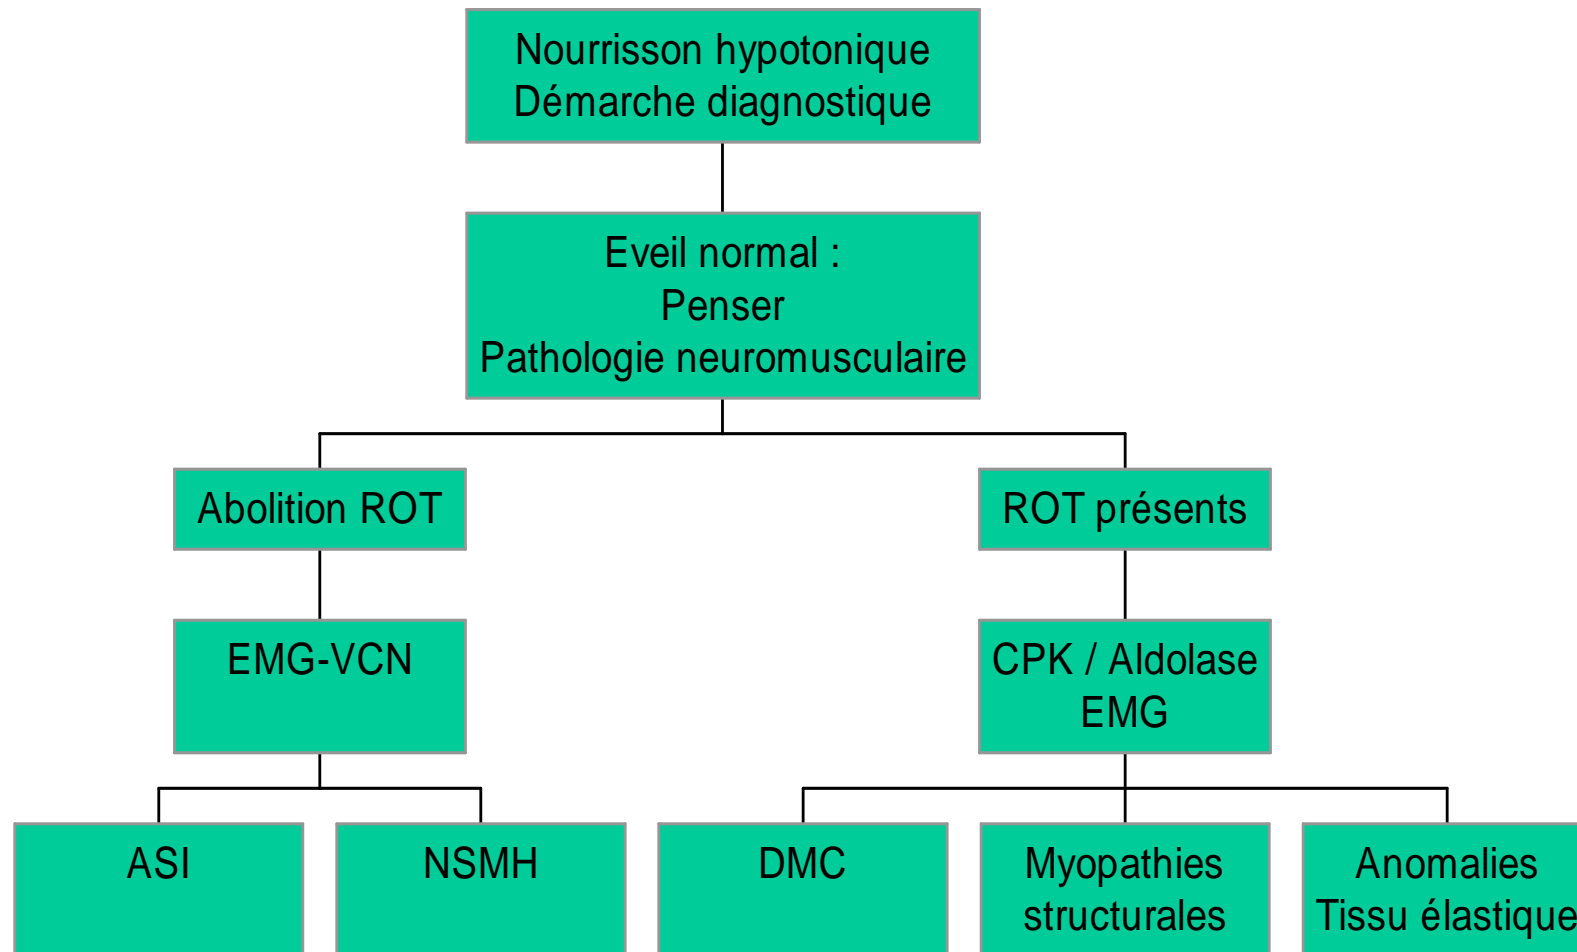 Nourrisson hypotonique
Démarche diagnostique
Eveil normal :
Penser
Pathologie neuromusculaire
Abolition ROT
ROT présents
EMG-VCN
CPK / Aldolase
EMG
ASI
NSMH
DMC
Myopathies
structurales
Anomalies
Tissu élastique